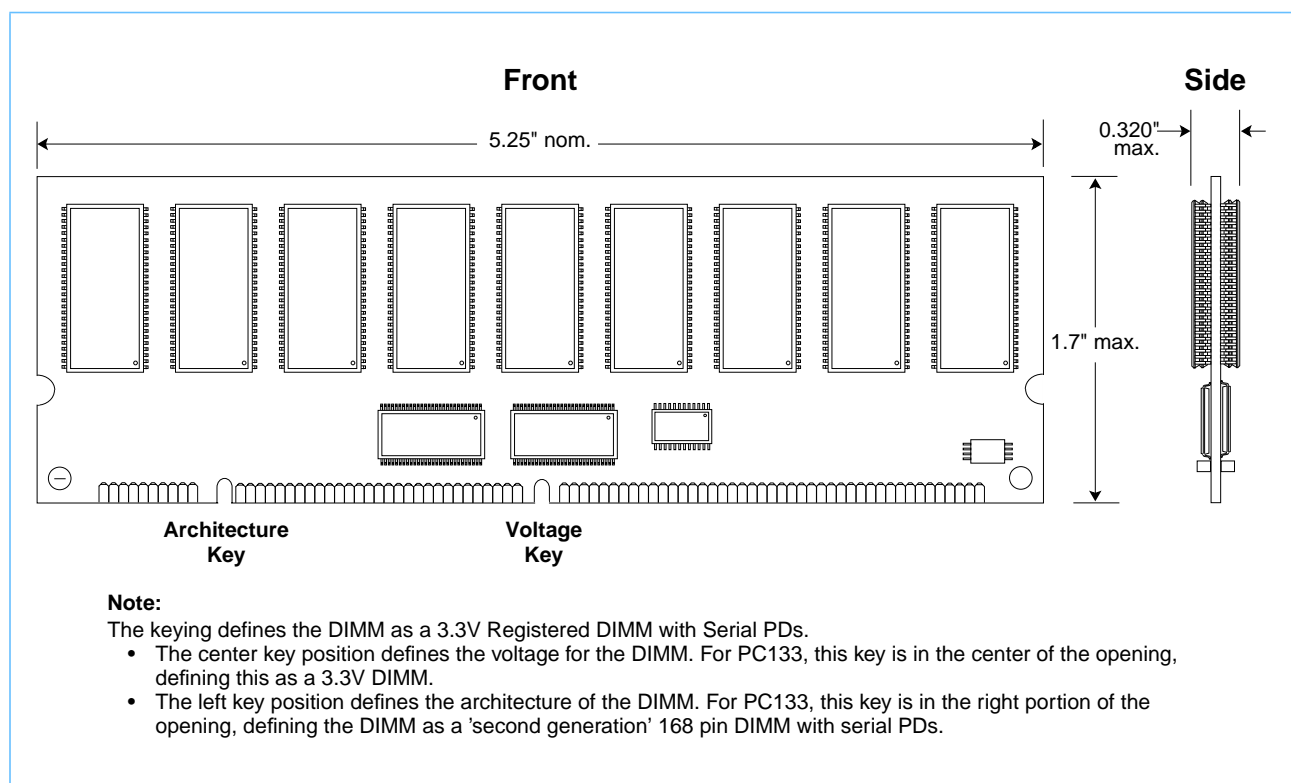 Front
Side
5.25" nom.
0.320"
max.
1.7" max.
Architecture
Key
Voltage
Key
Note:
The keying defines the DIMM as a 3.3V Registered DIMM with Serial PDs.
• The center key position defines the voltage for the DIMM. For PC133, this key is in the center of the opening,
defining this as a 3.3V DIMM.
• The left key position defines the architecture of the DIMM. For PC133, this key is in the right portion of the
opening, defining the DIMM as a ’second generation’ 168 pin DIMM with serial PDs.